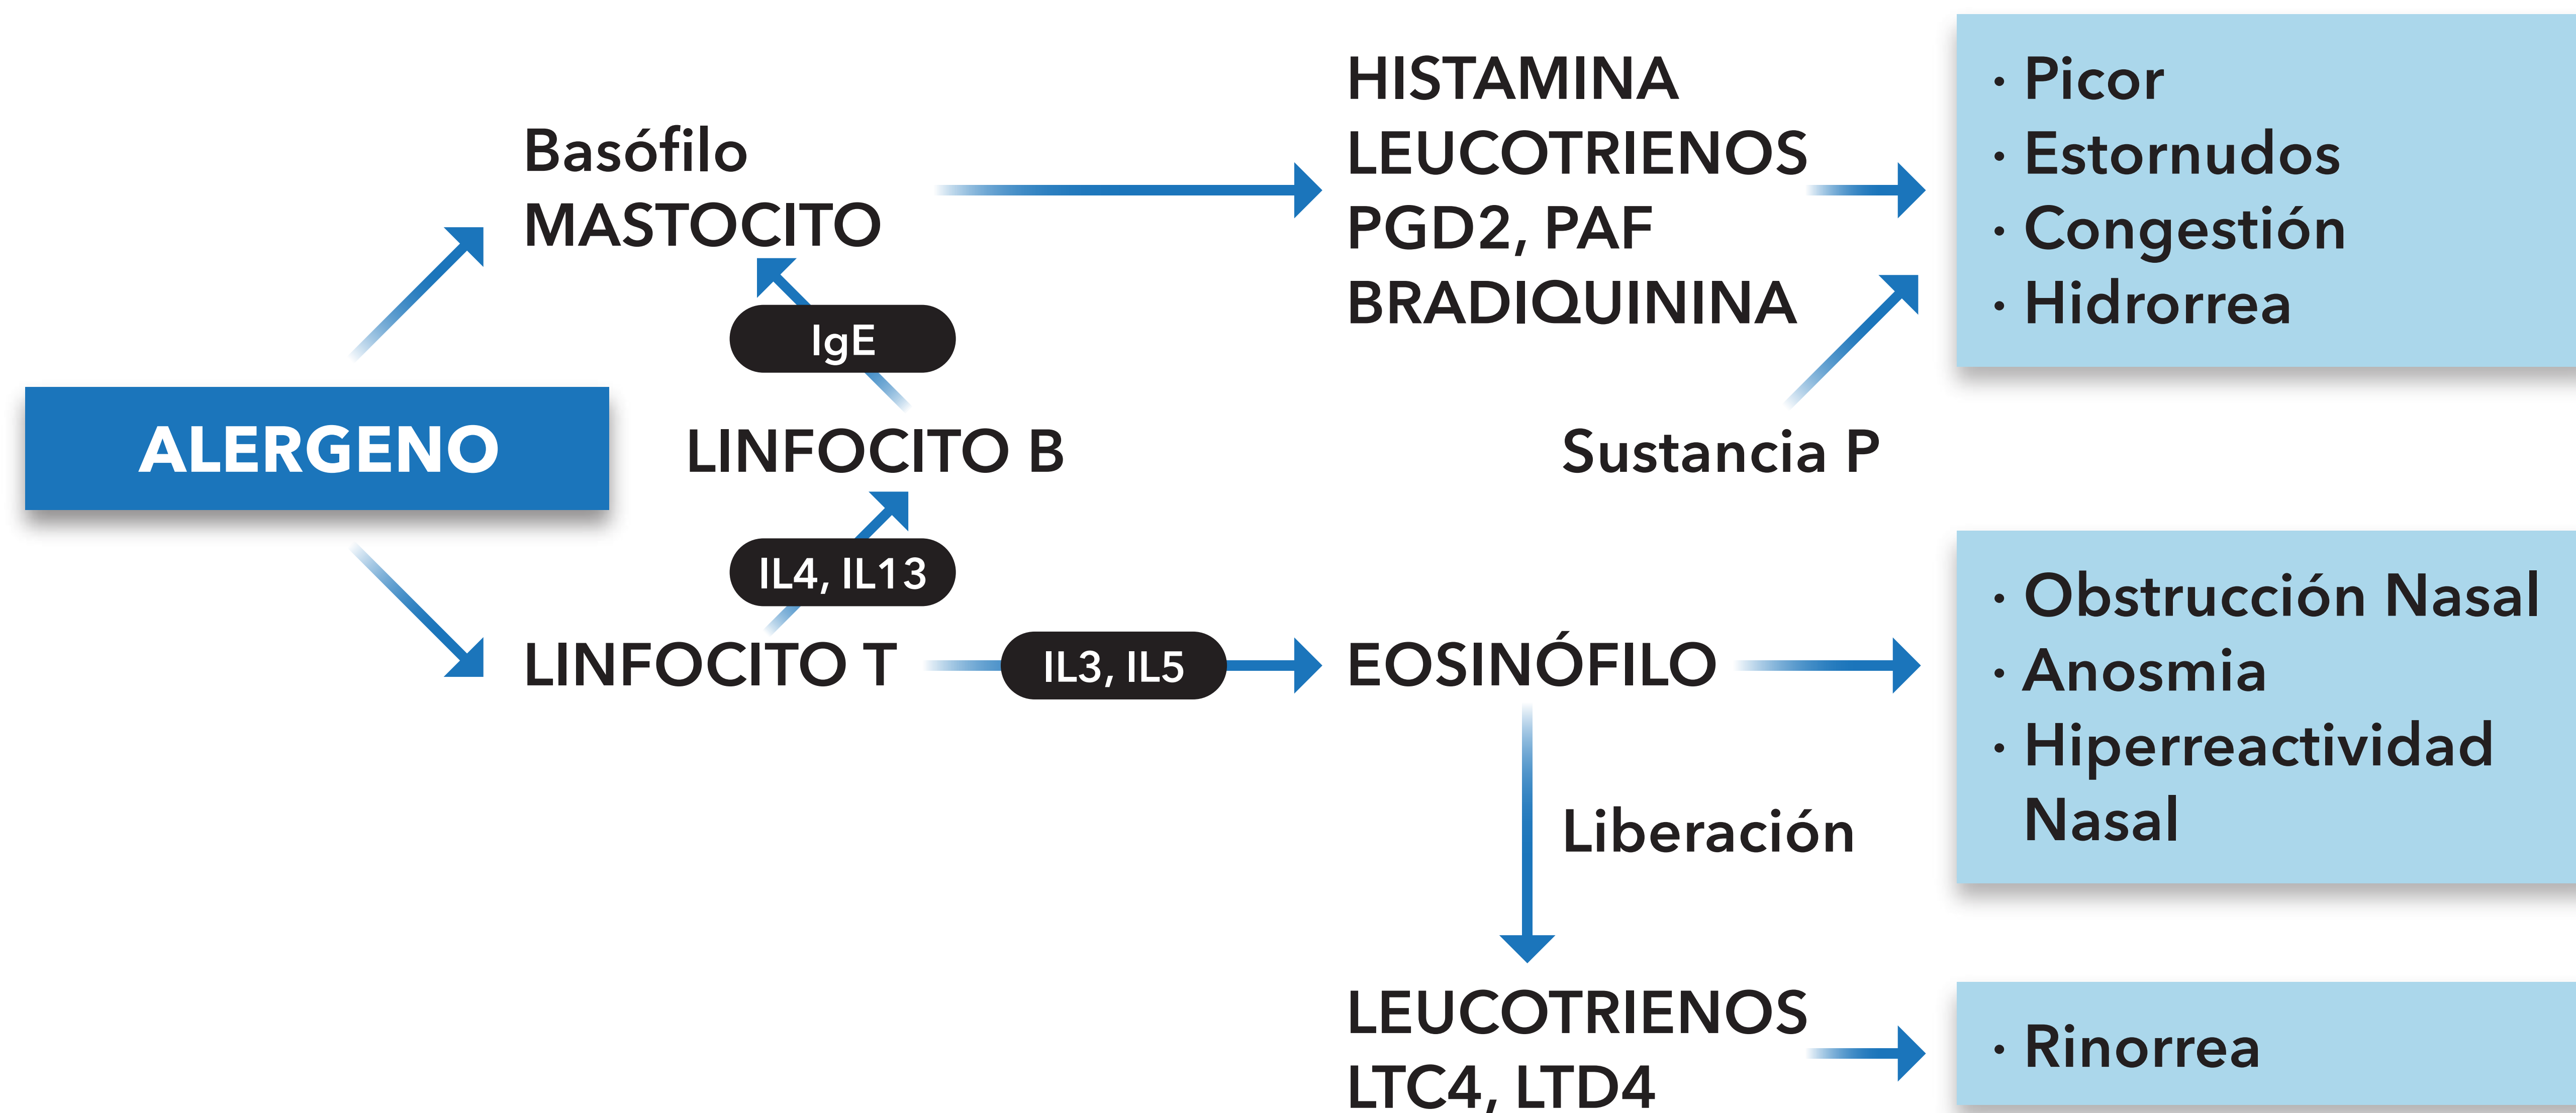 ALERGENO
Basófilo
MASTOCITO
IgE
LINFOCITO B
IL4, IL13
LINFOCITO T
IL3, IL5
HISTAMINA
LEUCOTRIENOS
PGD2, PAF
BRADIQUININA
Sustancia P
EOSINÓFILO
Liberación
LEUCOTRIENOS
LTC4, LTD4
· Picor
· Estornudos
· Congestión
· Hidrorrea
· Obstrucción Nasal
· Anosmia
· Hiperreactividad
Nasal
· Rinorrea